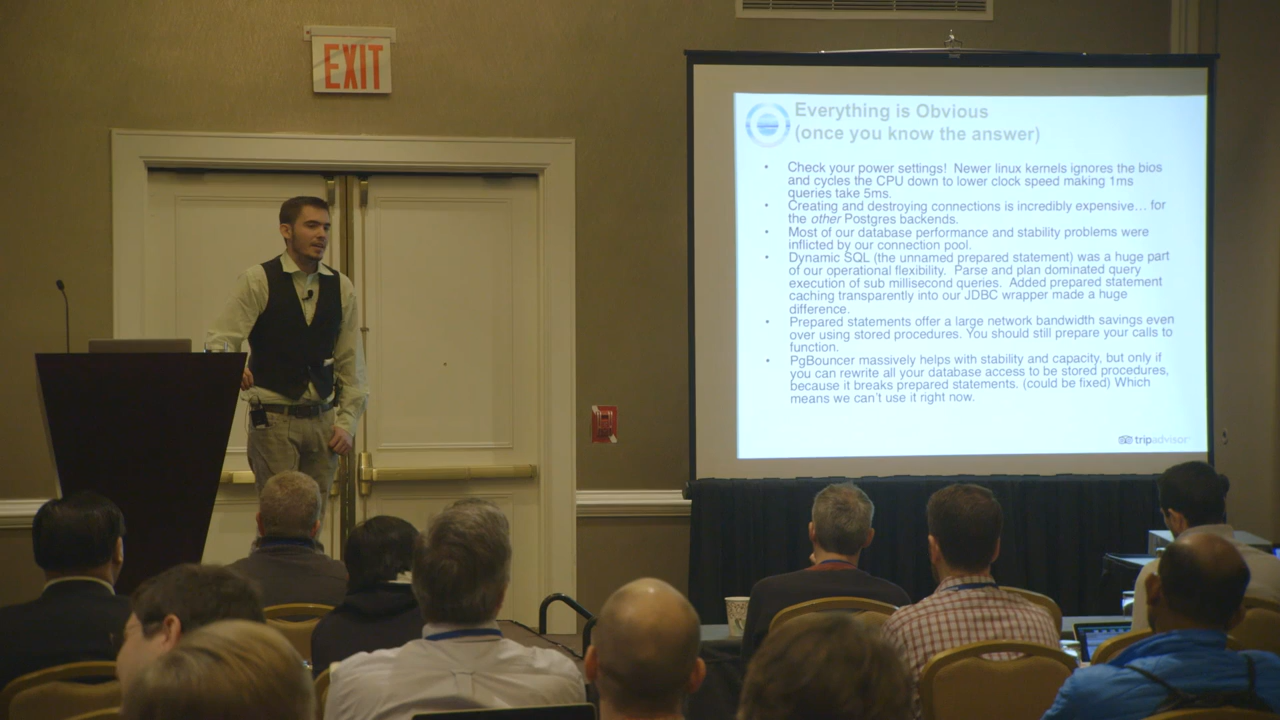 EXIT
Everything is Obvious
(once you know the answer)
• Check your power settings! Newer linux kernels ignores the bios
and cycles the CPU down to lower clock speed making 1ms
queries take 5ms.
• Creating and destroying connections is incredibly expensive… for
the other Postgres backends.
• Most of our database performance and stability problems were
inflicted by our connection pool.
• Dynamic SQL (the unnamed prepared statement) was a huge part
of our operational flexibility. Parse and plan dominated query
execution of sub millisecond queries. Added prepared statement
caching transparently into our JDBC wrapper made a huge
difference.
• Prepared statements offer a large network bandwidth savings even
over using stored procedures. You should still prepare your calls to
function.
• PgBouncer massively helps with stability and capacity, but only if
you can rewrite all your database access to be stored procedures,
because it breaks prepared statements. (could be fixed) Which
means we can't use it right now.
tripadvisor